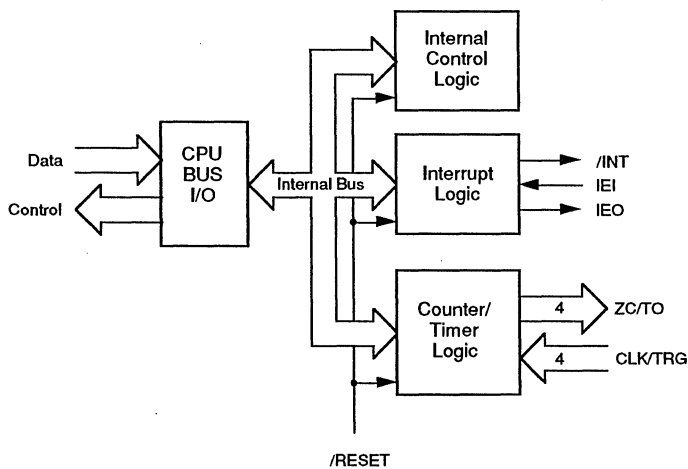 Internal
Control
Logic
Data
Control
CPU
BUS
I/O
Internal Bus
Interrupt
Logic
/INT
IEI
IEO
Counter/
Timer
Logic
4
ZC/TO
4
CLK/TRG
/RESET